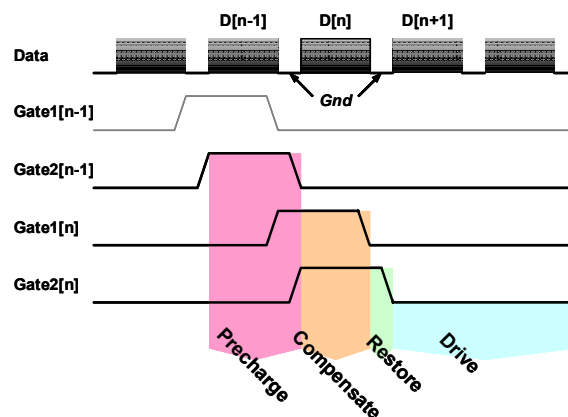 D[n-1] D[n] D[n+1]
Data
Gnd
Gate1[n-1]
Gate2[n-1]
Gate1[n]
Gate2[n]
Precharge
Compensate
Restore
Drive